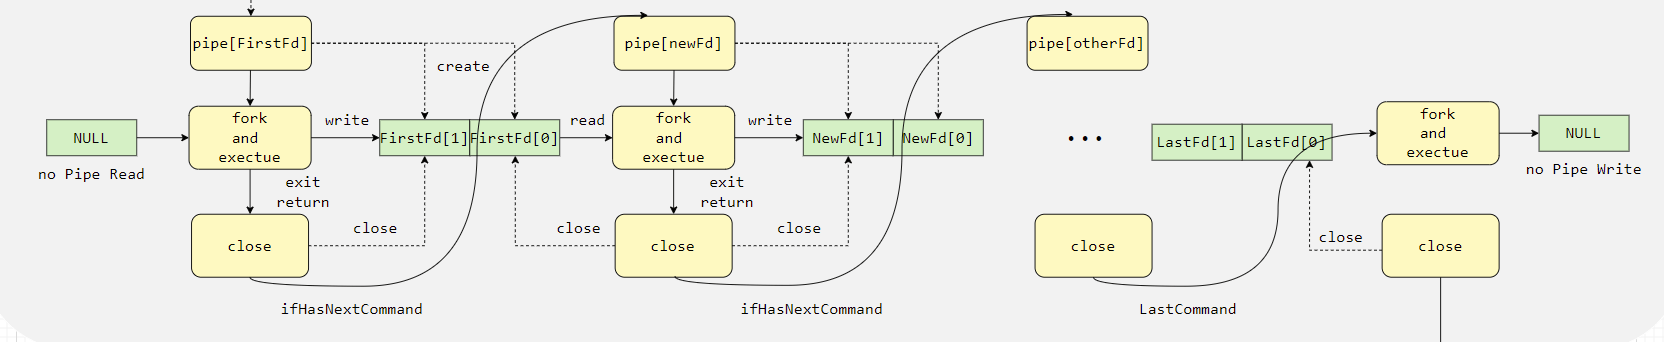 pipe[FirstFd]
pipe[newFd]
pipe[otherFd]
create
NULL
no Pipe Read
fork
and
exectue
write
FirstFd[1]
FirstFd[0]
read
fork
and
exectue
write
NewFd[1]
NewFd[0]
...
LastFd[1]
LastFd[0]
fork
and
exectue
NULL
no Pipe Write
exit
return
exit
return
close
close
close
close
close
close
close
close
ifHasNextCommand
ifHasNextCommand
LastCommand